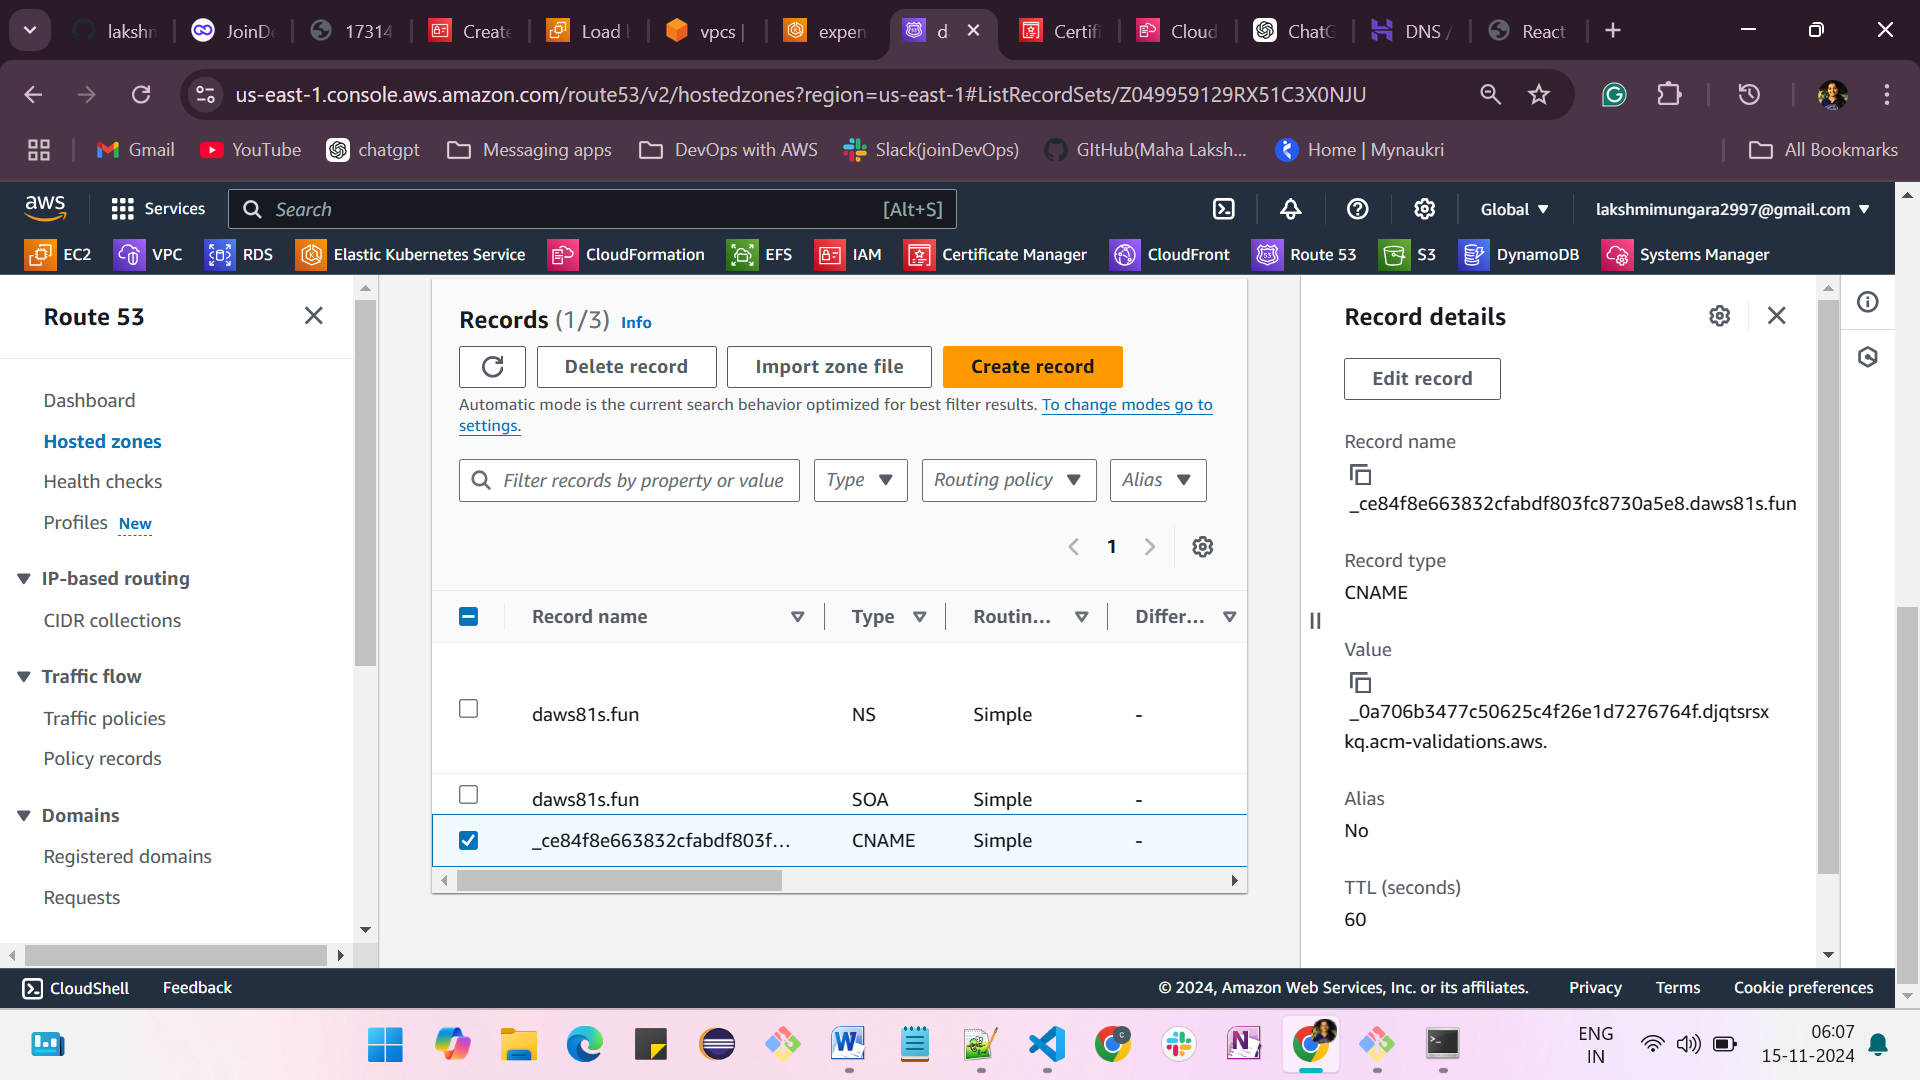 lakshn
JoinDe
17314
Create
Load
vpcs |
expen
d
Certifi
Cloud
ChatG
DNS /
React
us-east-1.console.aws.amazon.com/route53/v2/hostedzones?region=us-east-1#ListRecordSets/Z049959129RX51C3X0NJU
Gmail
YouTube
chatgpt
Messaging apps
DevOps with AWS
Slack(joinDevOps)
GItHub(Maha Laksh...
Home | Mynaukri
All Bookmarks
aws
Services
Search
[Alt+S]
Global
lakshmimungara2997@gmail.com
EC2
VPC
RDS
Elastic Kubernetes Service
CloudFormation
EFS
IAM
Certificate Manager
CloudFront
Route 53
S3
DynamoDB
Systems Manager
Route 53
Dashboard
Hosted zones
Health checks
Profiles New
IP-based routing
CIDR collections
Traffic flow
Traffic policies
Policy records
Domains
Registered domains
Requests
Records (1/3) Info
Delete record
Import zone file
Create record
Automatic mode is the current search behavior optimized for best filter results. To change modes go to
settings.
Filter records by property or value
Type
Routing policy
Alias
1
Record name
Type
Routin...
Differ...
daws81s.fun NS Simple -
daws81s.fun SOA Simple -
_ce84f8e663832cfabdf803f... CNAME Simple -
Record details
Edit record
Record name
_ce84f8e663832cfabdf803fc8730a5e8.daws81s.fun
Record type
CNAME
Value
_0a706b3477c50625c4f26e1d7276764f.djqtsrsx
kq.acm-validations.aws.
Alias
No
TTL (seconds)
60
CloudShell
Feedback
© 2024, Amazon Web Services, Inc. or its affiliates.
Privacy
Terms
Cookie preferences
ENG
IN
06:07
15-11-2024